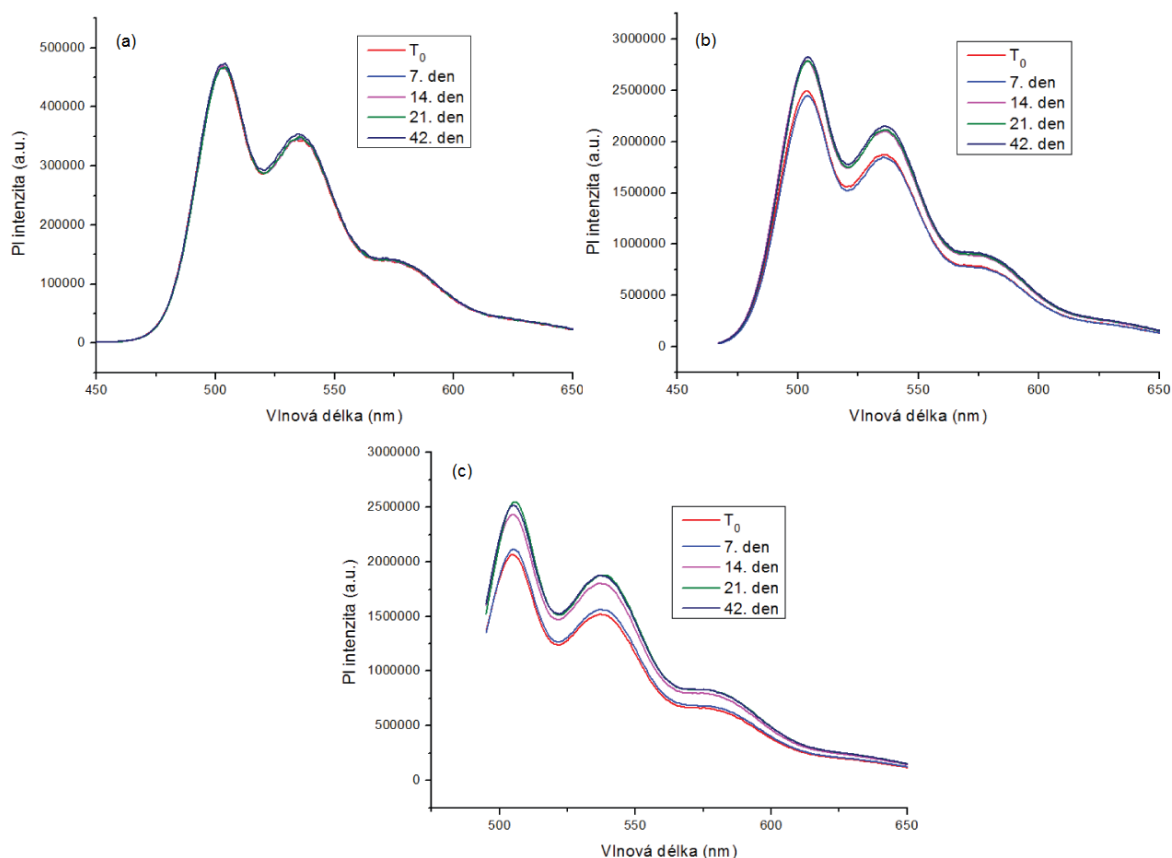 (a)
T0
7. den
14. den
21. den
42. den
500000
400000
300000
200000
100000
0
PI intenzita (a.u.)
450 500 550 600 650
Vlnová délka (nm)
(b)
T0
7. den
14. den
21. den
42. den
3000000
2500000
2000000
1500000
1000000
500000
0
PI intenzita (a.u.)
450 500 550 600 650
Vlnová délka (nm)
(c)
T0
7. den
14. den
21. den
42. den
3000000
2500000
2000000
1500000
1000000
500000
0
PI intenzita (a.u.)
500 550 600 650
Vlnová délka (nm)